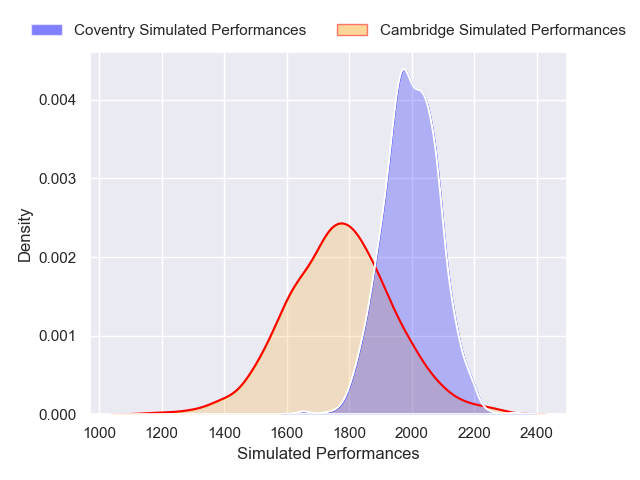 Coventry Simulated Performances Cambridge Simulated Performances
0.004
0.003
0.002
0.001
0.000
Density
1000 1200 1400 1600 1800 2000 2200 2400
Simulated Performances